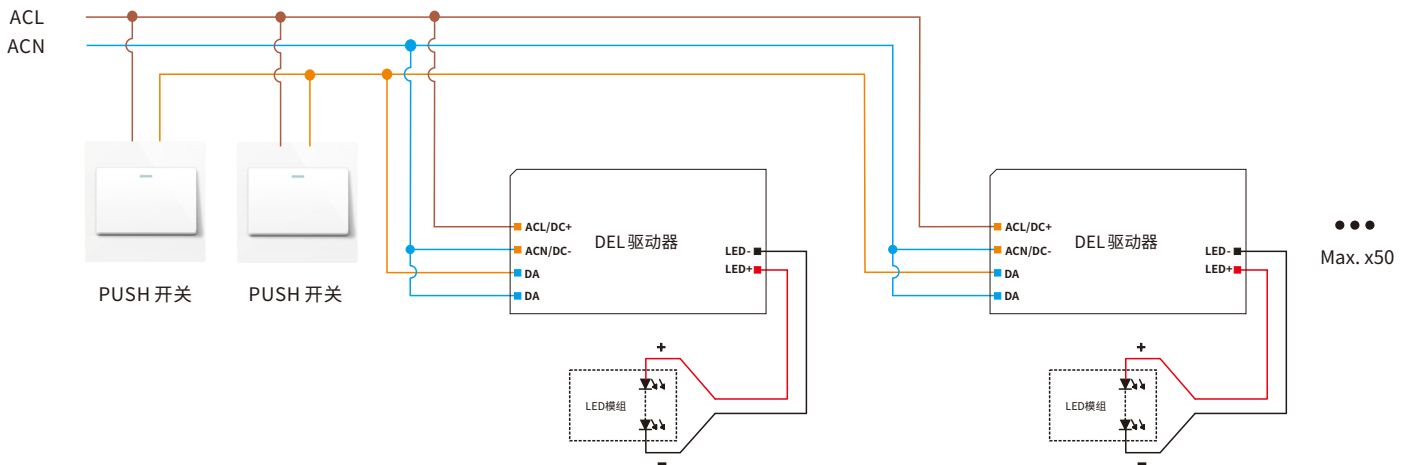 ACL
ACN
PUSH 开关
PUSH 开关
ACL/DC+
ACN/DC-
DA
DA
DEL 驱动器
LED-
LED+
+
LED模组
-
ACL/DC+
ACN/DC-
DA
DA
DEL 驱动器
LED-
LED+
+
LED模组
-
•••
Max. x50